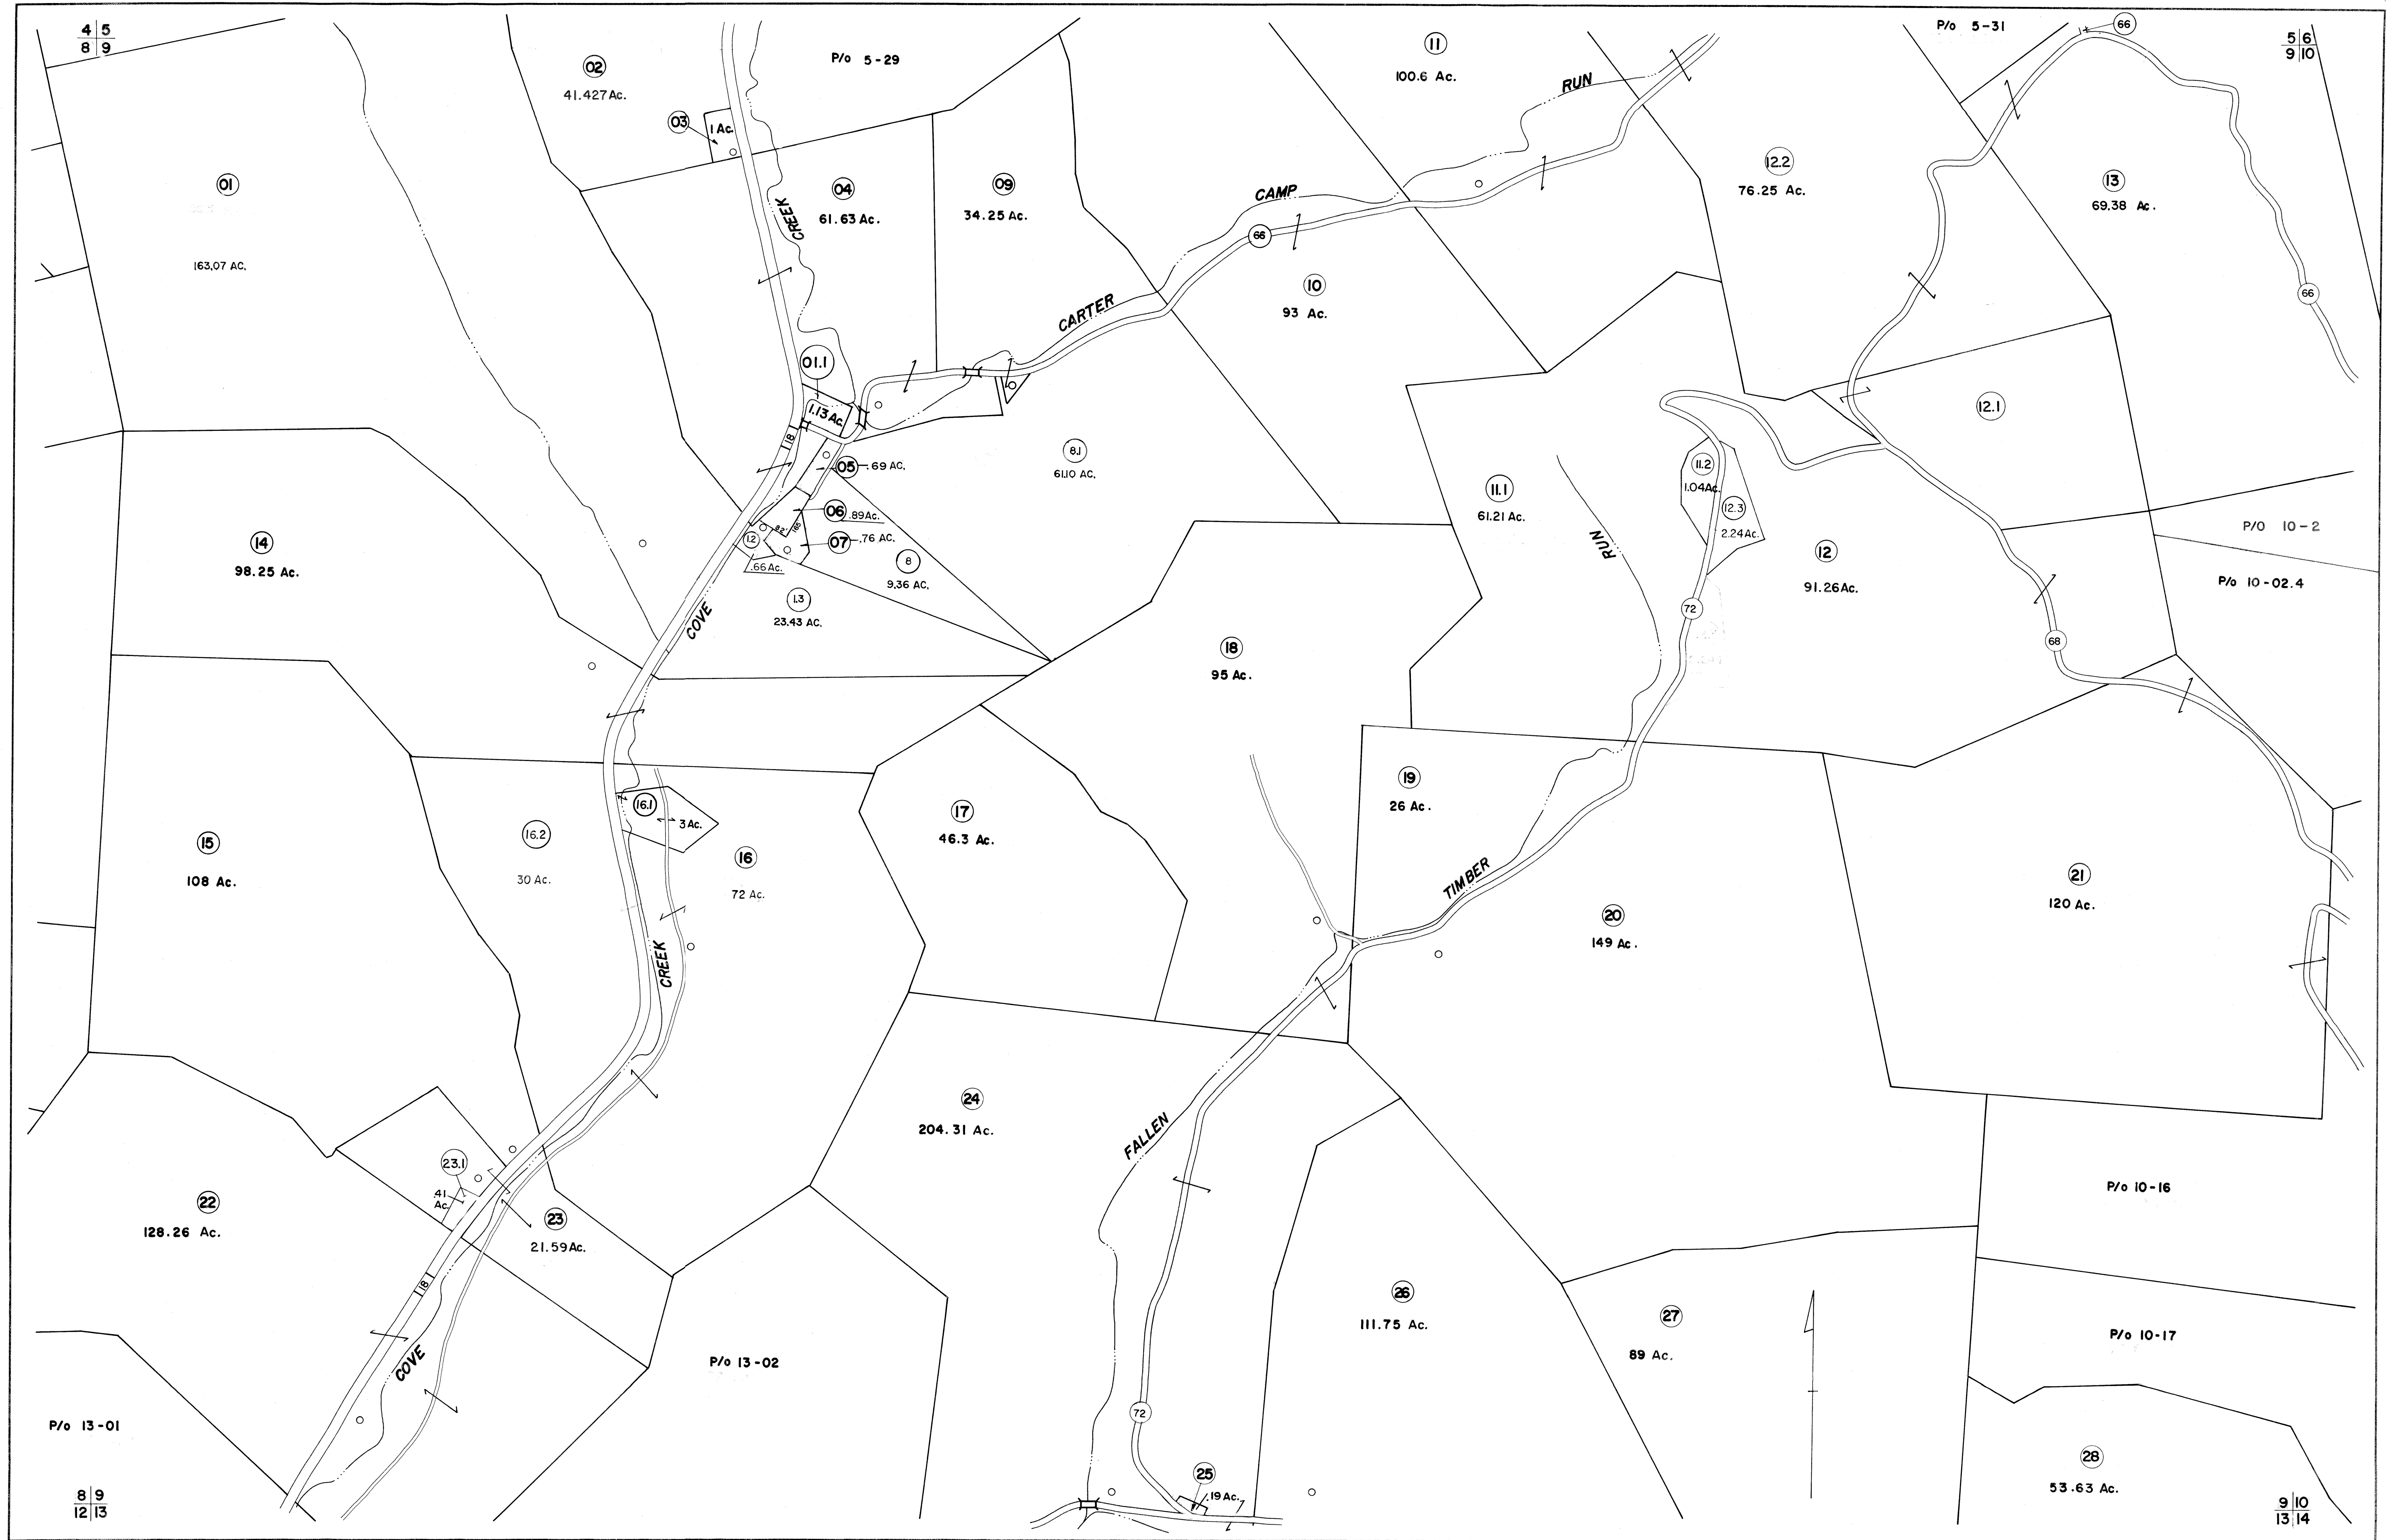 4 5
8 9
02
41.427 Ac.
P/o 5-29
03
1 Ac.
11
100.6 Ac.
RUN
P/o 5-31
66
5 6
9 10
01
163.07 AC.
CREEK
04
61.63 Ac.
09
34.25 Ac.
CAMP
66
12.2
76.25 Ac.
13
69.38 Ac.
66
CARTER
10
93 Ac.
01.1
1.13 Ac.
18
05
.69 AC.
8.1
61.10 AC.
06
.89 Ac.
82'
165
07
.76 AC.
1.2
.66 Ac.
8
9.36 AC.
1.3
23.43 AC.
COVE
11.1
61.21 Ac.
RUN
11.2
1.04 Ac.
12.3
2.24 Ac.
12.1
12
91.26 Ac.
72
68
P/O 10-2
P/o 10-02.4
14
98.25 Ac.
18
95 Ac.
15
108 Ac.
16.2
30 Ac.
16.1
3 Ac.
16
72 Ac.
CREEK
17
46.3 Ac.
19
26 Ac.
TIMBER
20
149 Ac.
21
120 Ac.
22
128.26 Ac.
23.1
.41
Ac.
23
21.59 Ac.
18
COVE
24
204.31 Ac.
FALLEN
P/o 10-16
P/o 13-02
72
26
111.75 Ac.
27
89 Ac.
P/o 10-17
P/o 13-01
8 9
12 13
25
.19 Ac.
28
53.63 Ac.
9 10
13 14